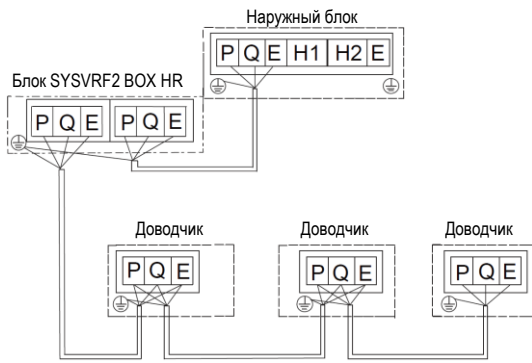 Наружный блок
P Q E H1 H2 E
Блок SYSVRF2 BOX HR
P Q E P Q E
Доводчик Доводчик Доводчик
P Q E P Q E P Q E